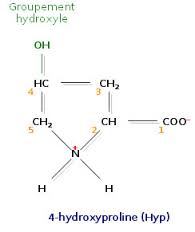 Groupement
hydroxyle
OH
HC CH₂
4 3
CH₂ CH COO⁻
5 2 1
N⁺
H H
4-hydroxyproline (Hyp)